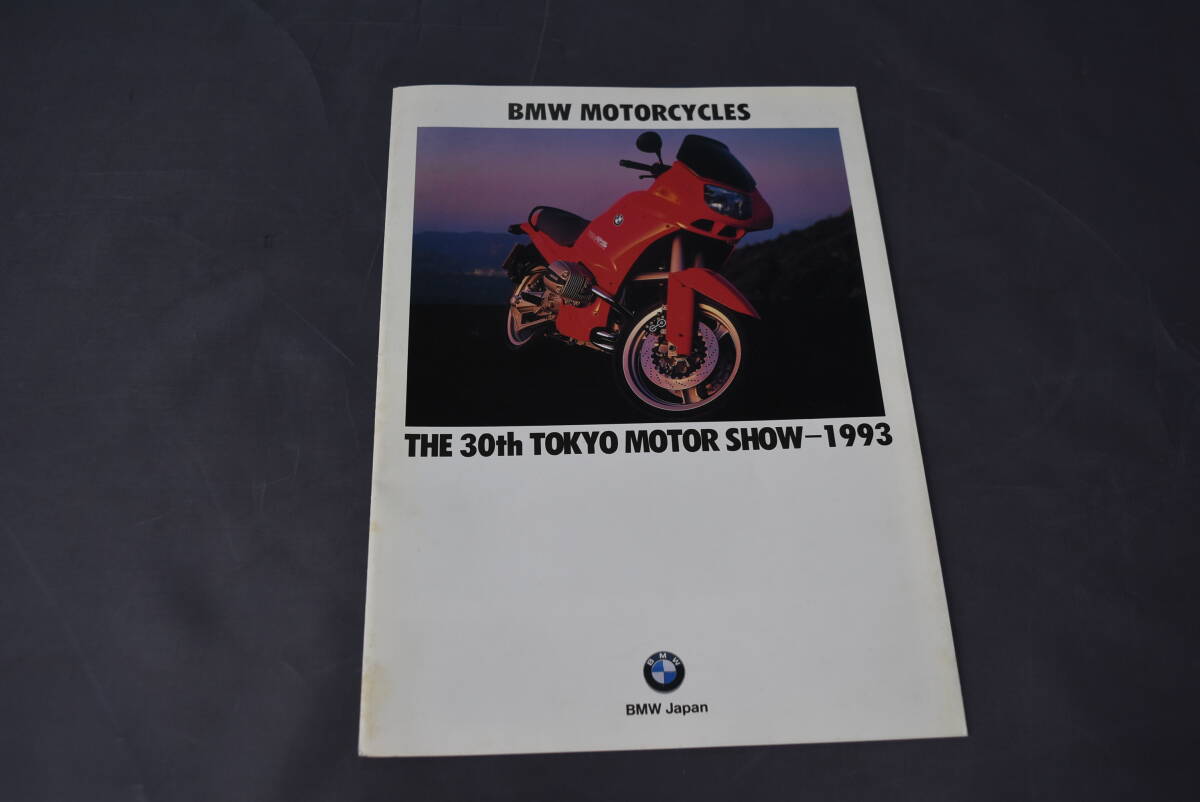 BMW MOTORCYCLES
THE 30th TOKYO MOTOR SHOW–1993
BMW
BMW Japan